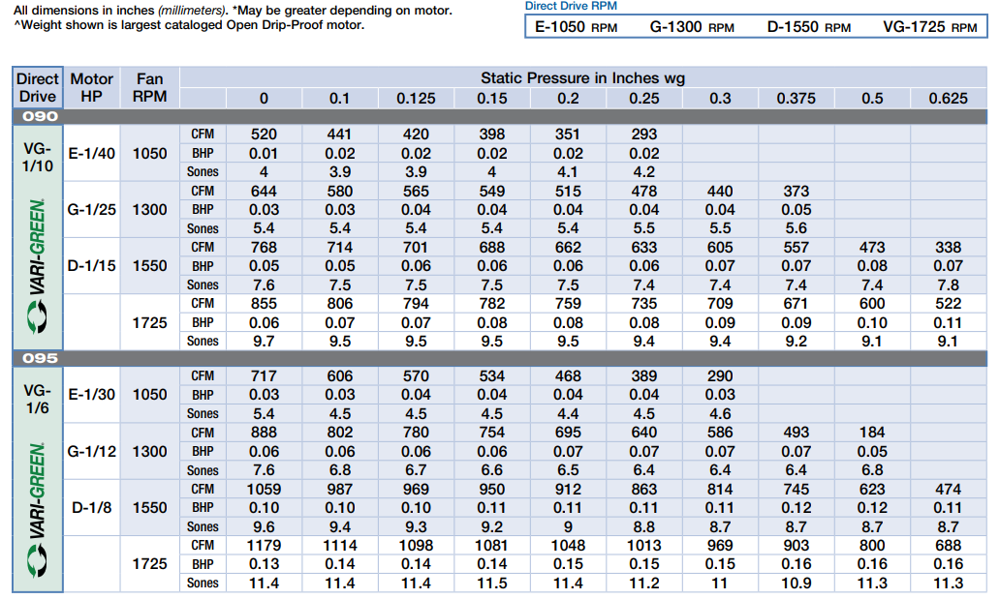 All dimensions in inches (millimeters). *May be greater depending on motor.
^Weight shown is largest cataloged Open Drip-Proof motor.
Direct Drive RPM
E-1050 RPM G-1300 RPM D-1550 RPM VG-1725 RPM
Direct Drive Motor HP Fan RPM Static Pressure in Inches wg
0 0.1 0.125 0.15 0.2 0.25 0.3 0.375 0.5 0.625
090
VG-1/10
VARI-GREEN
E-1/40 1050 CFM 520 441 420 398 351 293
BHP 0.01 0.02 0.02 0.02 0.02 0.02
Sones 4 3.9 3.9 4 4.1 4.2
G-1/25 1300 CFM 644 580 565 549 515 478 440 373
BHP 0.03 0.03 0.04 0.04 0.04 0.04 0.04 0.05
Sones 5.4 5.4 5.4 5.4 5.4 5.5 5.5 5.6
D-1/15 1550 CFM 768 714 701 688 662 633 605 557 473 338
BHP 0.05 0.05 0.06 0.06 0.06 0.06 0.07 0.07 0.08 0.07
Sones 7.6 7.5 7.5 7.5 7.5 7.4 7.4 7.4 7.4 7.8
1725 CFM 855 806 794 782 759 735 709 671 600 522
BHP 0.06 0.07 0.07 0.08 0.08 0.08 0.09 0.09 0.10 0.11
Sones 9.7 9.5 9.5 9.5 9.5 9.4 9.4 9.2 9.1 9.1
095
VG-1/6
VARI-GREEN
E-1/30 1050 CFM 717 606 570 534 468 389 290
BHP 0.03 0.03 0.04 0.04 0.04 0.04 0.03
Sones 5.4 4.5 4.5 4.5 4.4 4.5 4.6
G-1/12 1300 CFM 888 802 780 754 695 640 586 493 184
BHP 0.06 0.06 0.06 0.06 0.07 0.07 0.07 0.07 0.05
Sones 7.6 6.8 6.7 6.6 6.5 6.4 6.4 6.4 6.8
D-1/8 1550 CFM 1059 987 969 950 912 863 814 745 623 474
BHP 0.10 0.10 0.10 0.11 0.11 0.11 0.11 0.12 0.12 0.11
Sones 9.6 9.4 9.3 9.2 9 8.8 8.7 8.7 8.7 8.7
1725 CFM 1179 1114 1098 1081 1048 1013 969 903 800 688
BHP 0.13 0.14 0.14 0.14 0.15 0.15 0.15 0.16 0.16 0.16
Sones 11.4 11.4 11.4 11.5 11.4 11.2 11 10.9 11.3 11.3